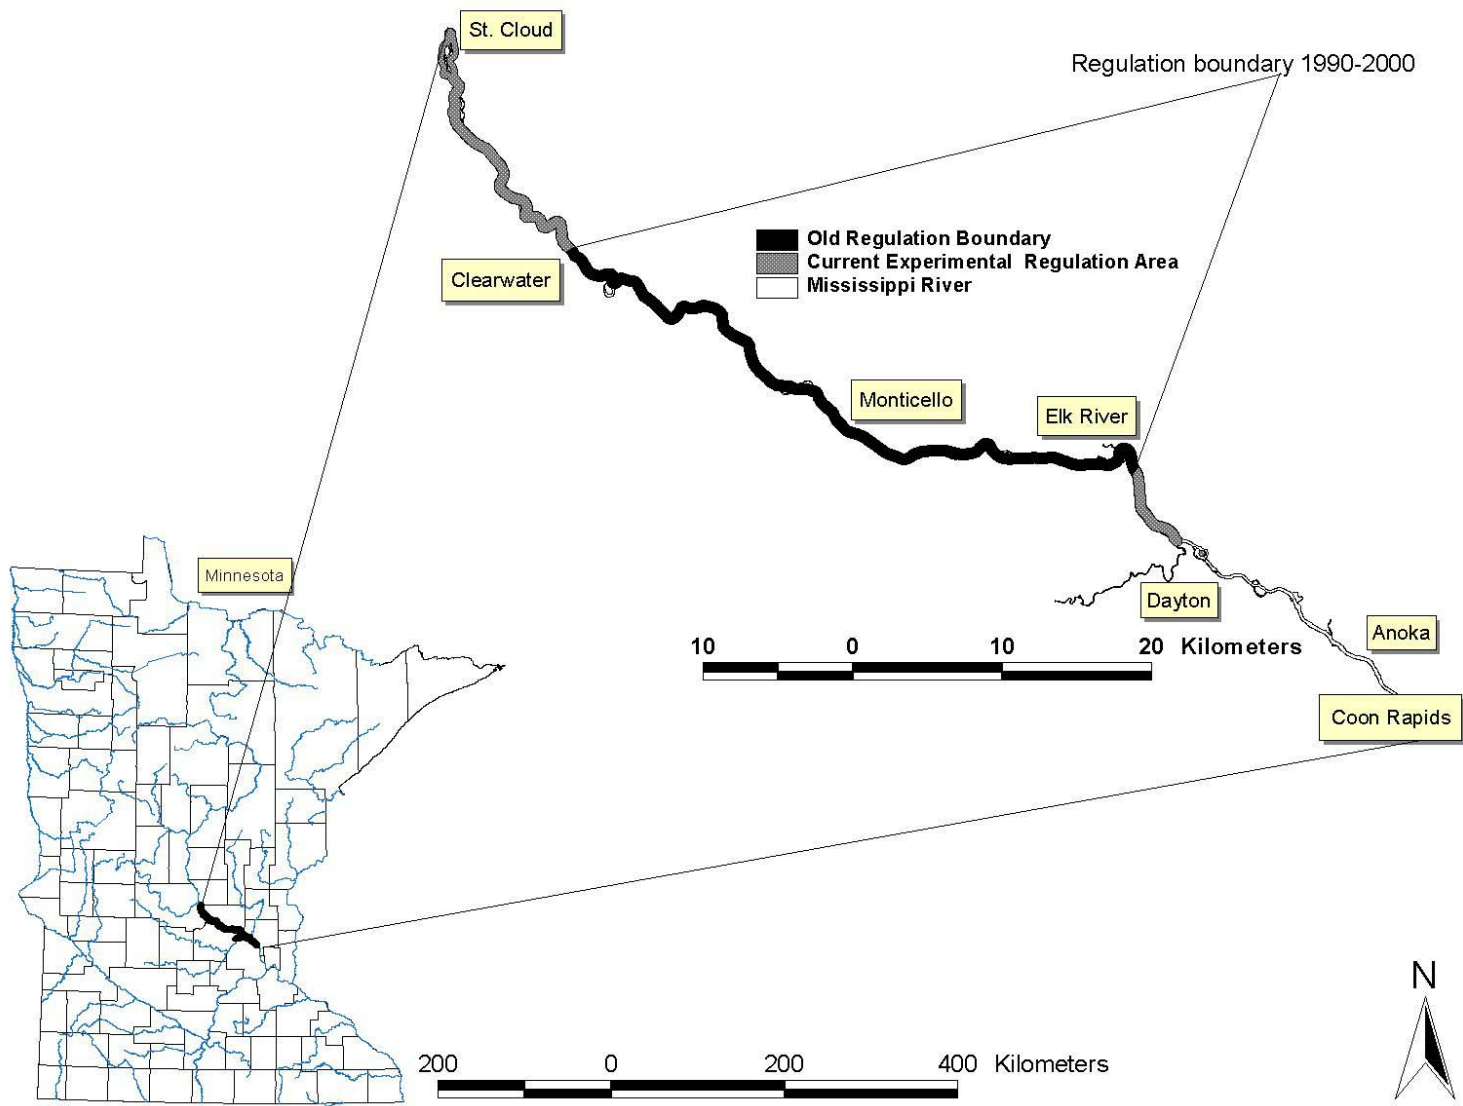 St. Cloud
Regulation boundary 1990-2000
Old Regulation Boundary
Current Experimental Regulation Area
Mississippi River
Clearwater
Monticello
Elk River
Minnesota
Dayton
Anoka
10 0 10 20 Kilometers
Coon Rapids
N
200 0 200 400 Kilometers